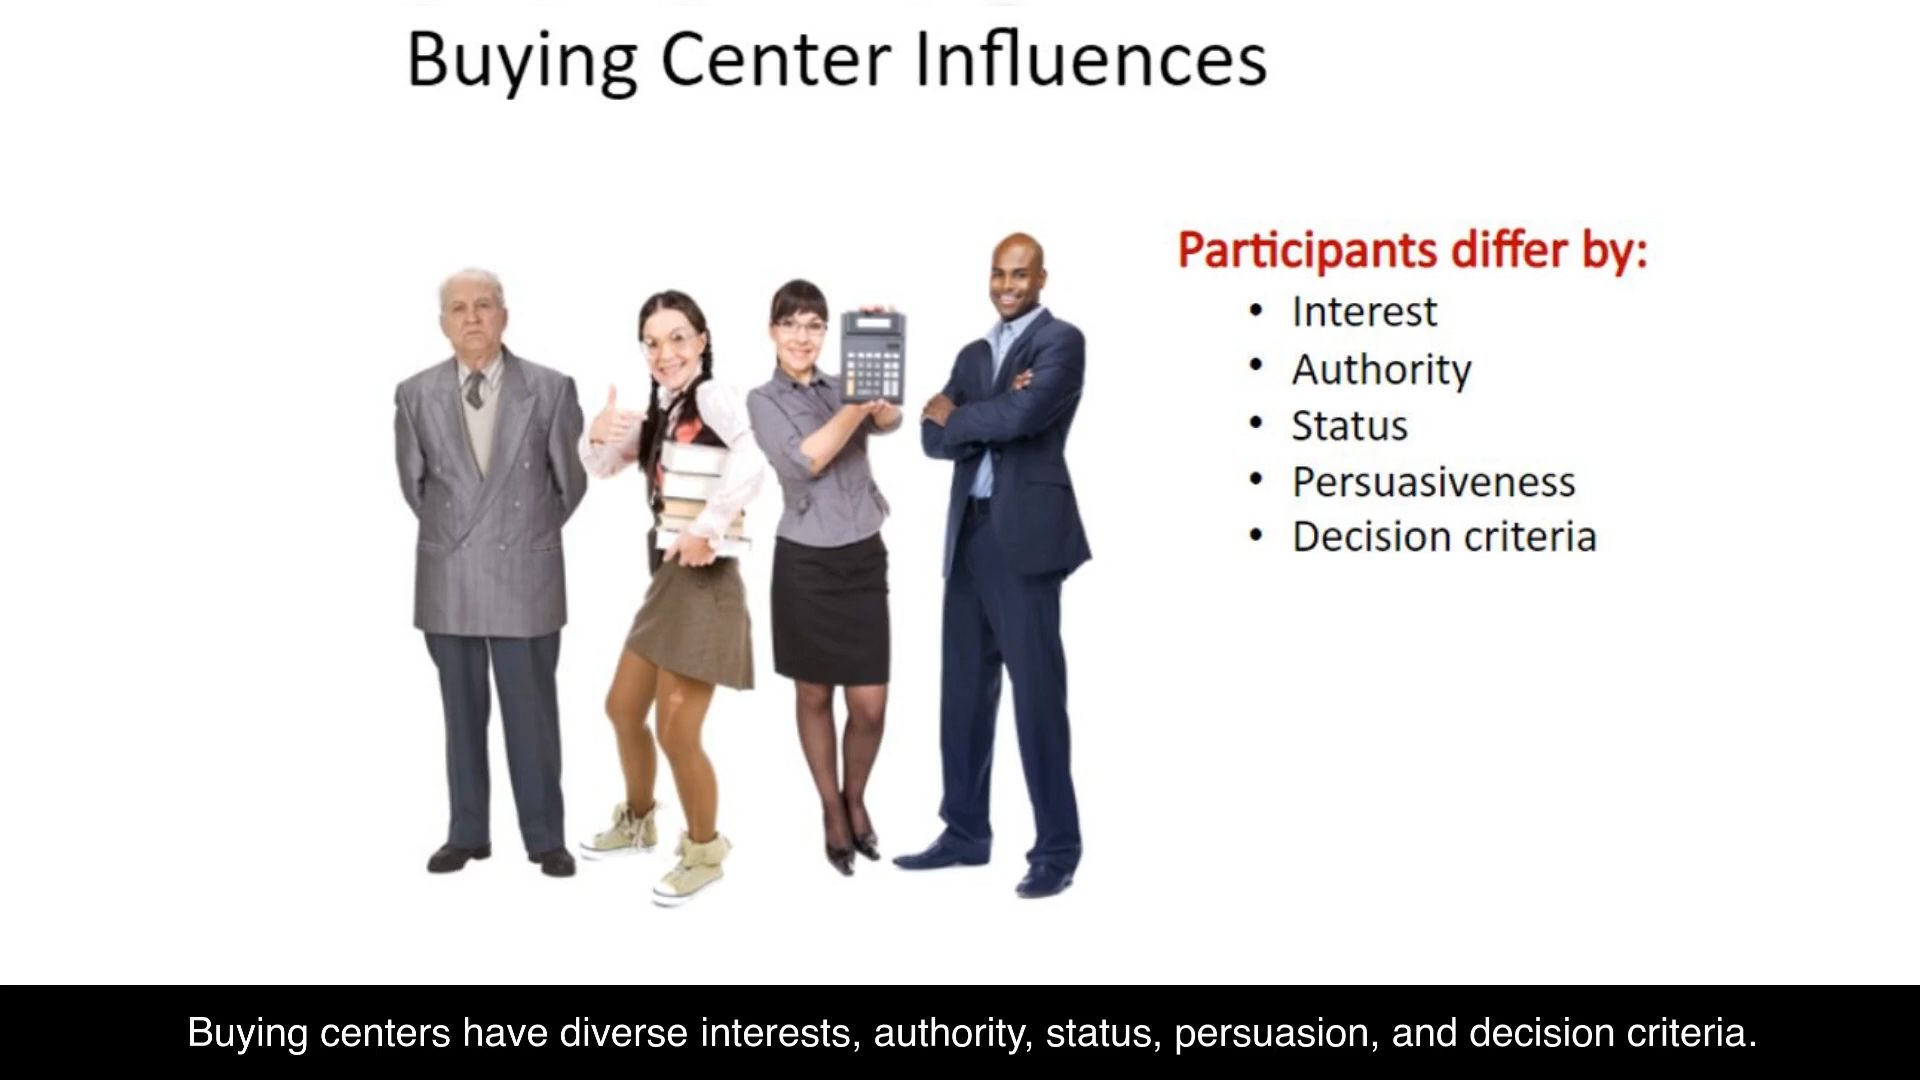 Buying Center Influences
Participants differ by:
• Interest
• Authority
• Status
• Persuasiveness
• Decision criteria
Buying centers have diverse interests, authority, status, persuasion, and decision criteria.